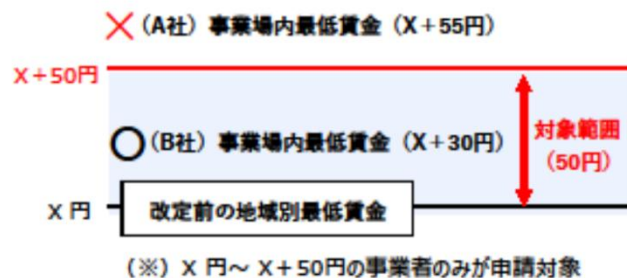 ×（A社）事業場内最低賃金（X＋55円）
X＋50円
○（B社）事業場内最低賃金（X＋30円）
対象範囲
（50円）
X 円
改定前の地域別最低賃金
（※）X 円～ X＋50円の事業者のみが申請対象